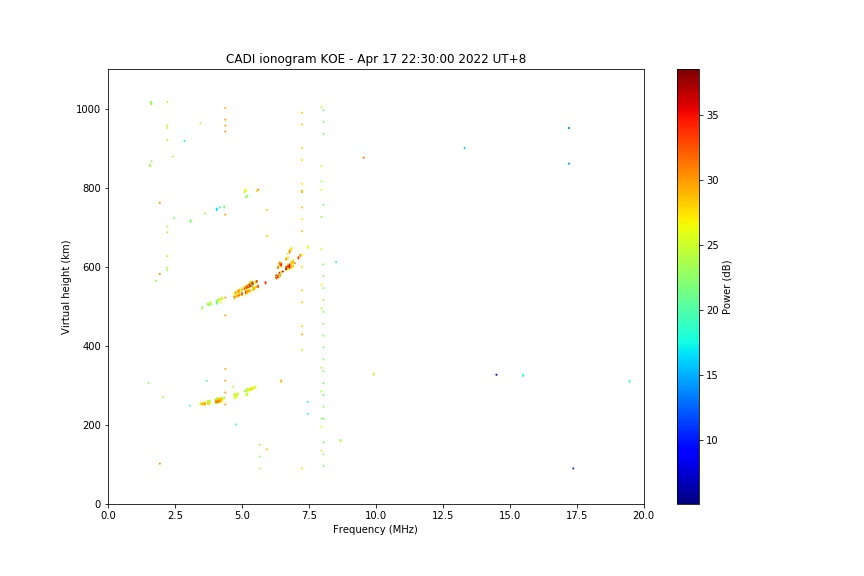 CADI ionogram KOE - Apr 17 22:30:00 2022 UT+8
1000
800
600
400
200
0
Virtual height (km)
0.0 2.5 5.0 7.5 10.0 12.5 15.0 17.5 20.0
Frequency (MHz)
35
30
25
20
15
10
Power (dB)